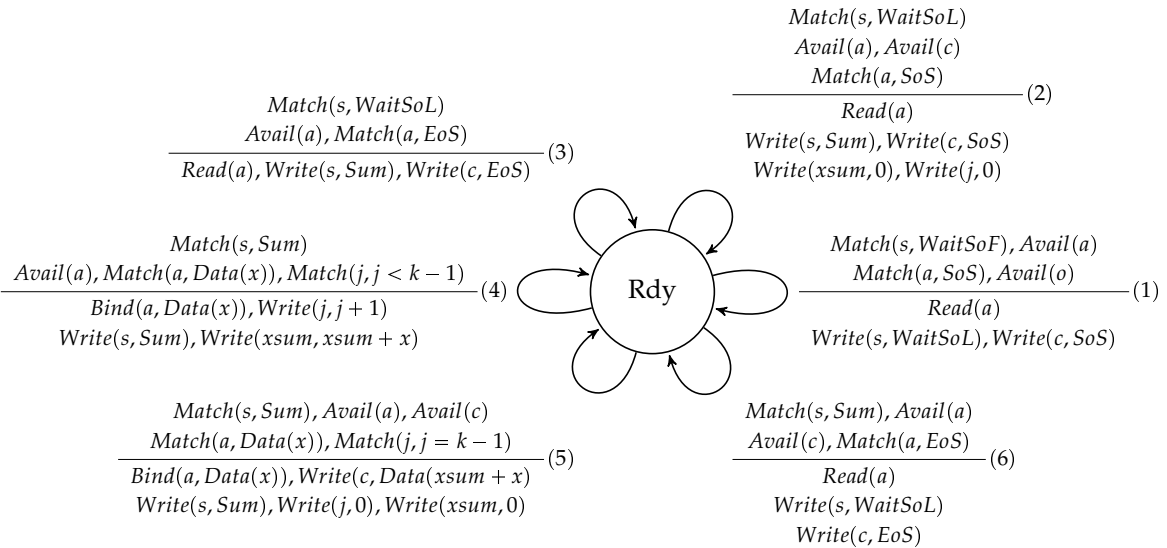 Match(s, WaitSoL)
Avail(a), Avail(c)
Match(a, SoS)
(2)
Read(a)
Write(s, Sum), Write(c, SoS)
Write(xsum, 0), Write(j, 0)
Match(s, WaitSoL)
Avail(a), Match(a, EoS)
(3)
Read(a), Write(s, Sum), Write(c, EoS)
Match(s, Sum)
Avail(a), Match(a, Data(x)), Match(j, j < k − 1)
(4)
Bind(a, Data(x)), Write(j, j + 1)
Write(s, Sum), Write(xsum, xsum + x)
Rdy
Match(s, WaitSoF), Avail(a)
Match(a, SoS), Avail(o)
(1)
Read(a)
Write(s, WaitSoL), Write(c, SoS)
Match(s, Sum), Avail(a), Avail(c)
Match(a, Data(x)), Match(j, j = k − 1)
(5)
Bind(a, Data(x)), Write(c, Data(xsum + x)
Write(s, Sum), Write(j, 0), Write(xsum, 0)
Match(s, Sum), Avail(a)
Avail(c), Match(a, EoS)
(6)
Read(a)
Write(s, WaitSoL)
Write(c, EoS)